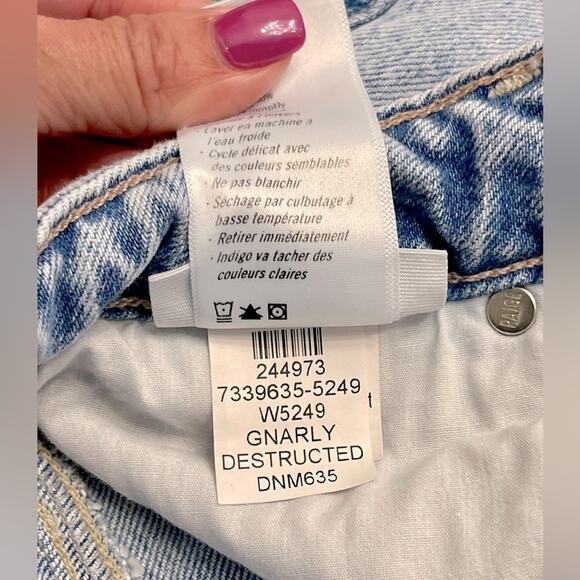 Laver en machine à
l'eau froide
· Cycle délicat avec
des couleurs semblables
· Ne pas blanchir
· Séchage par culbutage à
basse température
· Retirer immédiatement
· Indigo va tacher des
couleurs claires
244973
7339635-5249
W5249
t
GNARLY
DESTRUCTED
DNM635
PAIGE